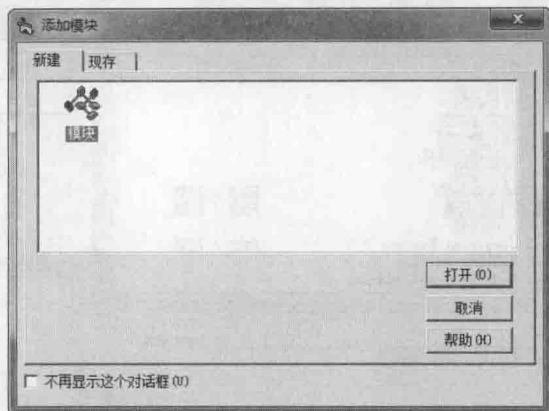 添加模块
新建 现存
模块
打开(O)
取消
帮助(H)
不再显示这个对话框(U)